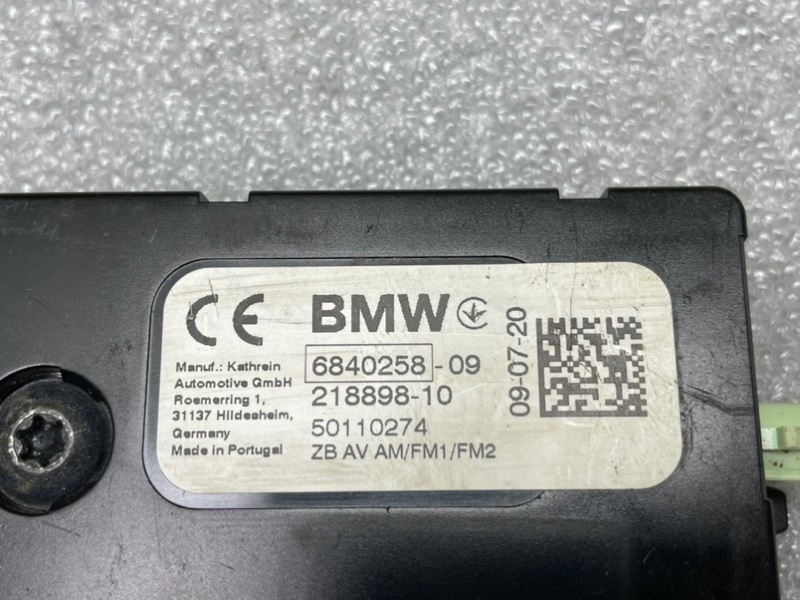 CE BMW
Manuf.: Kathrein
Automotive GmbH
Roemerring 1,
31137 Hildesheim,
Germany
Made in Portugal
6840258-09
218898-10
50110274
ZB AV AM/FM1/FM2
09-07-20